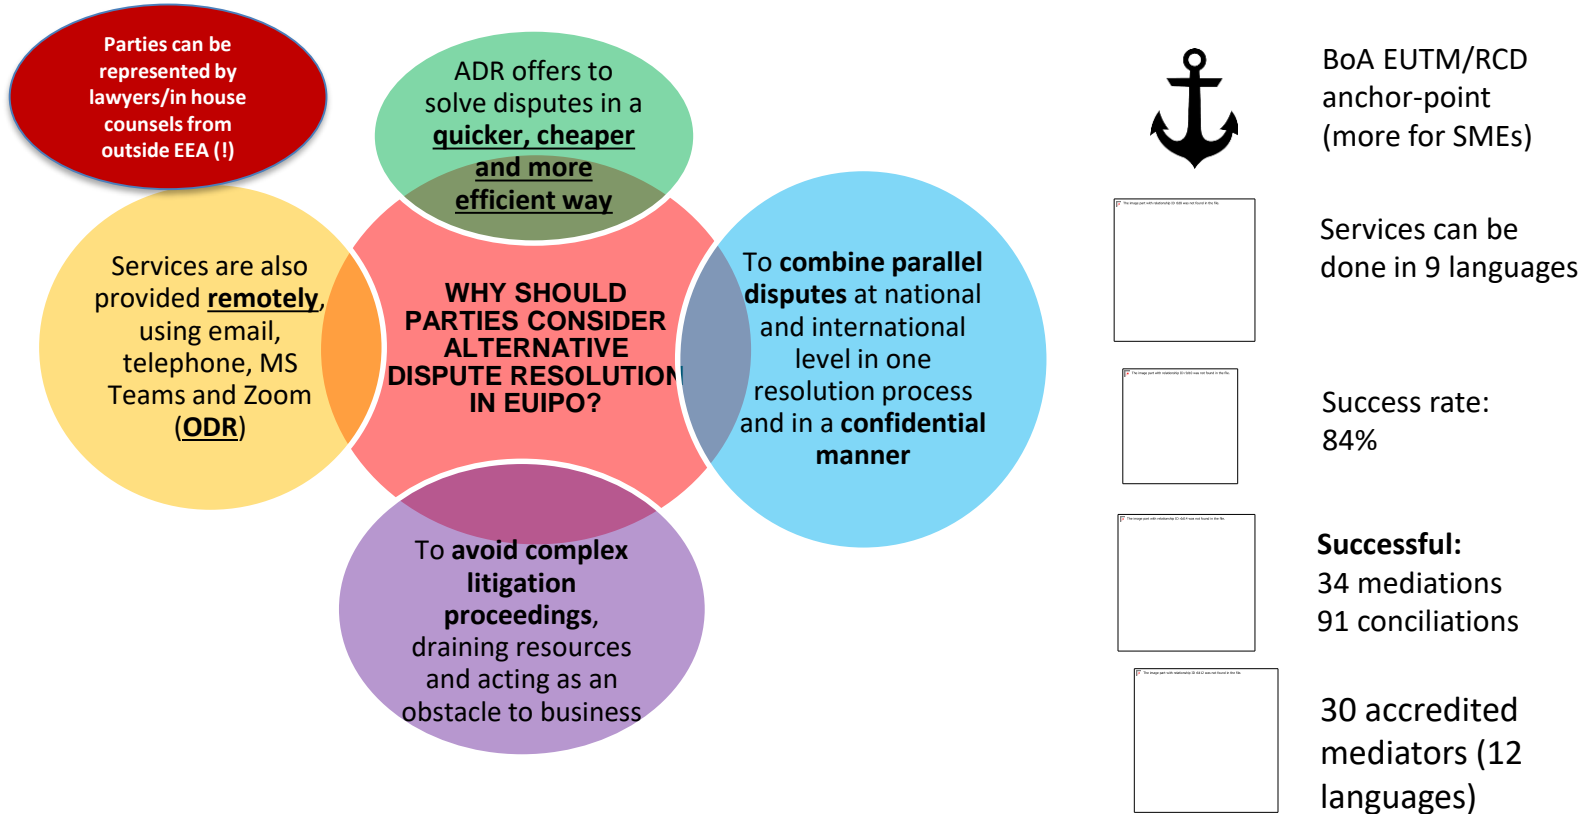 Parties can be
represented by
lawyers/in house
counsels from
outside EEA (!)
ADR offers to
solve disputes in a
quicker, cheaper
and more
efficient way
Services are also
provided remotely,
using email,
telephone, MS
Teams and Zoom
(ODR)
WHY SHOULD
PARTIES CONSIDER
ALTERNATIVE
DISPUTE RESOLUTION
IN EUIPO?
To combine parallel
disputes at national
and international
level in one
resolution process
and in a confidential
manner
To avoid complex
litigation
proceedings,
draining resources
and acting as an
obstacle to business
BoA EUTM/RCD
anchor-point
(more for SMEs)
Services can be
done in 9 languages
Success rate:
84%
Successful:
34 mediations
91 conciliations
30 accredited
mediators (12
languages)